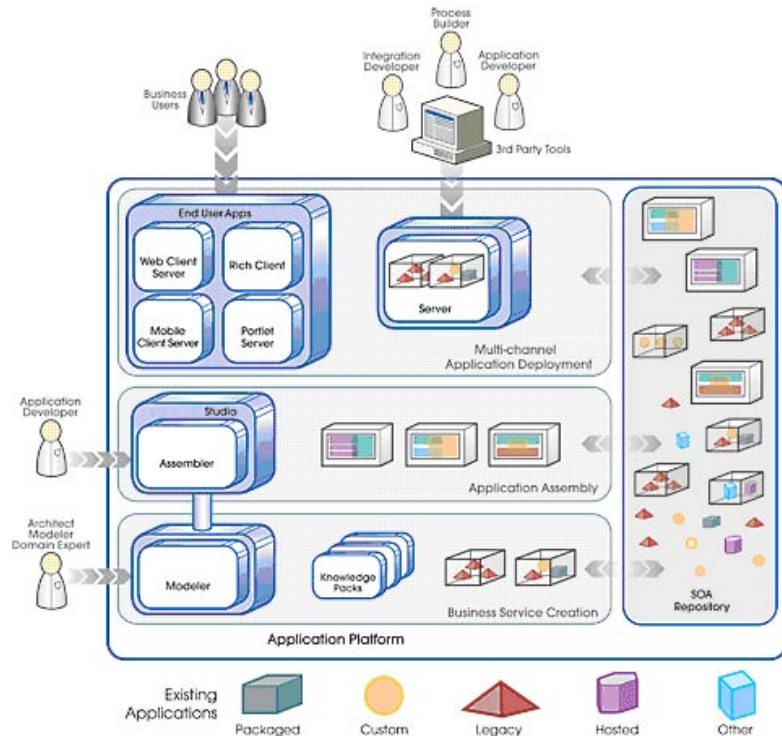 Process
Builder
Integration
Developer
Application
Developer
Business
Users
3rd Party Tools
End User Apps
Web Client
Server
Rich Client
Mobile
Client Server
Portlet
Server
Server
Multi-channel
Application Deployment
Application
Developer
Studio
Assembler
Application Assembly
Architect
Modeler
Domain Expert
Modeler
Knowledge
Packs
Business Service Creation
SOA
Repository
Application Platform
Existing
Applications
Packaged
Custom
Legacy
Hosted
Other